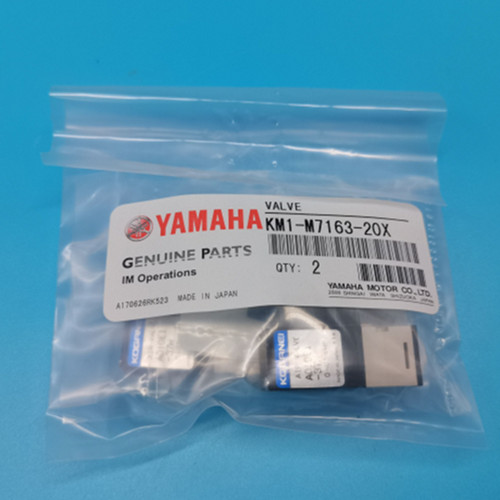 VALVE
YAMAHA KM1-M7163-20X
GENUINE PARTS
IM Operations
QTY: 2
A170626RK523 MADE IN JAPAN
YAMAHA MOTOR CO., LTD.
KOGANEI
KOGANEI